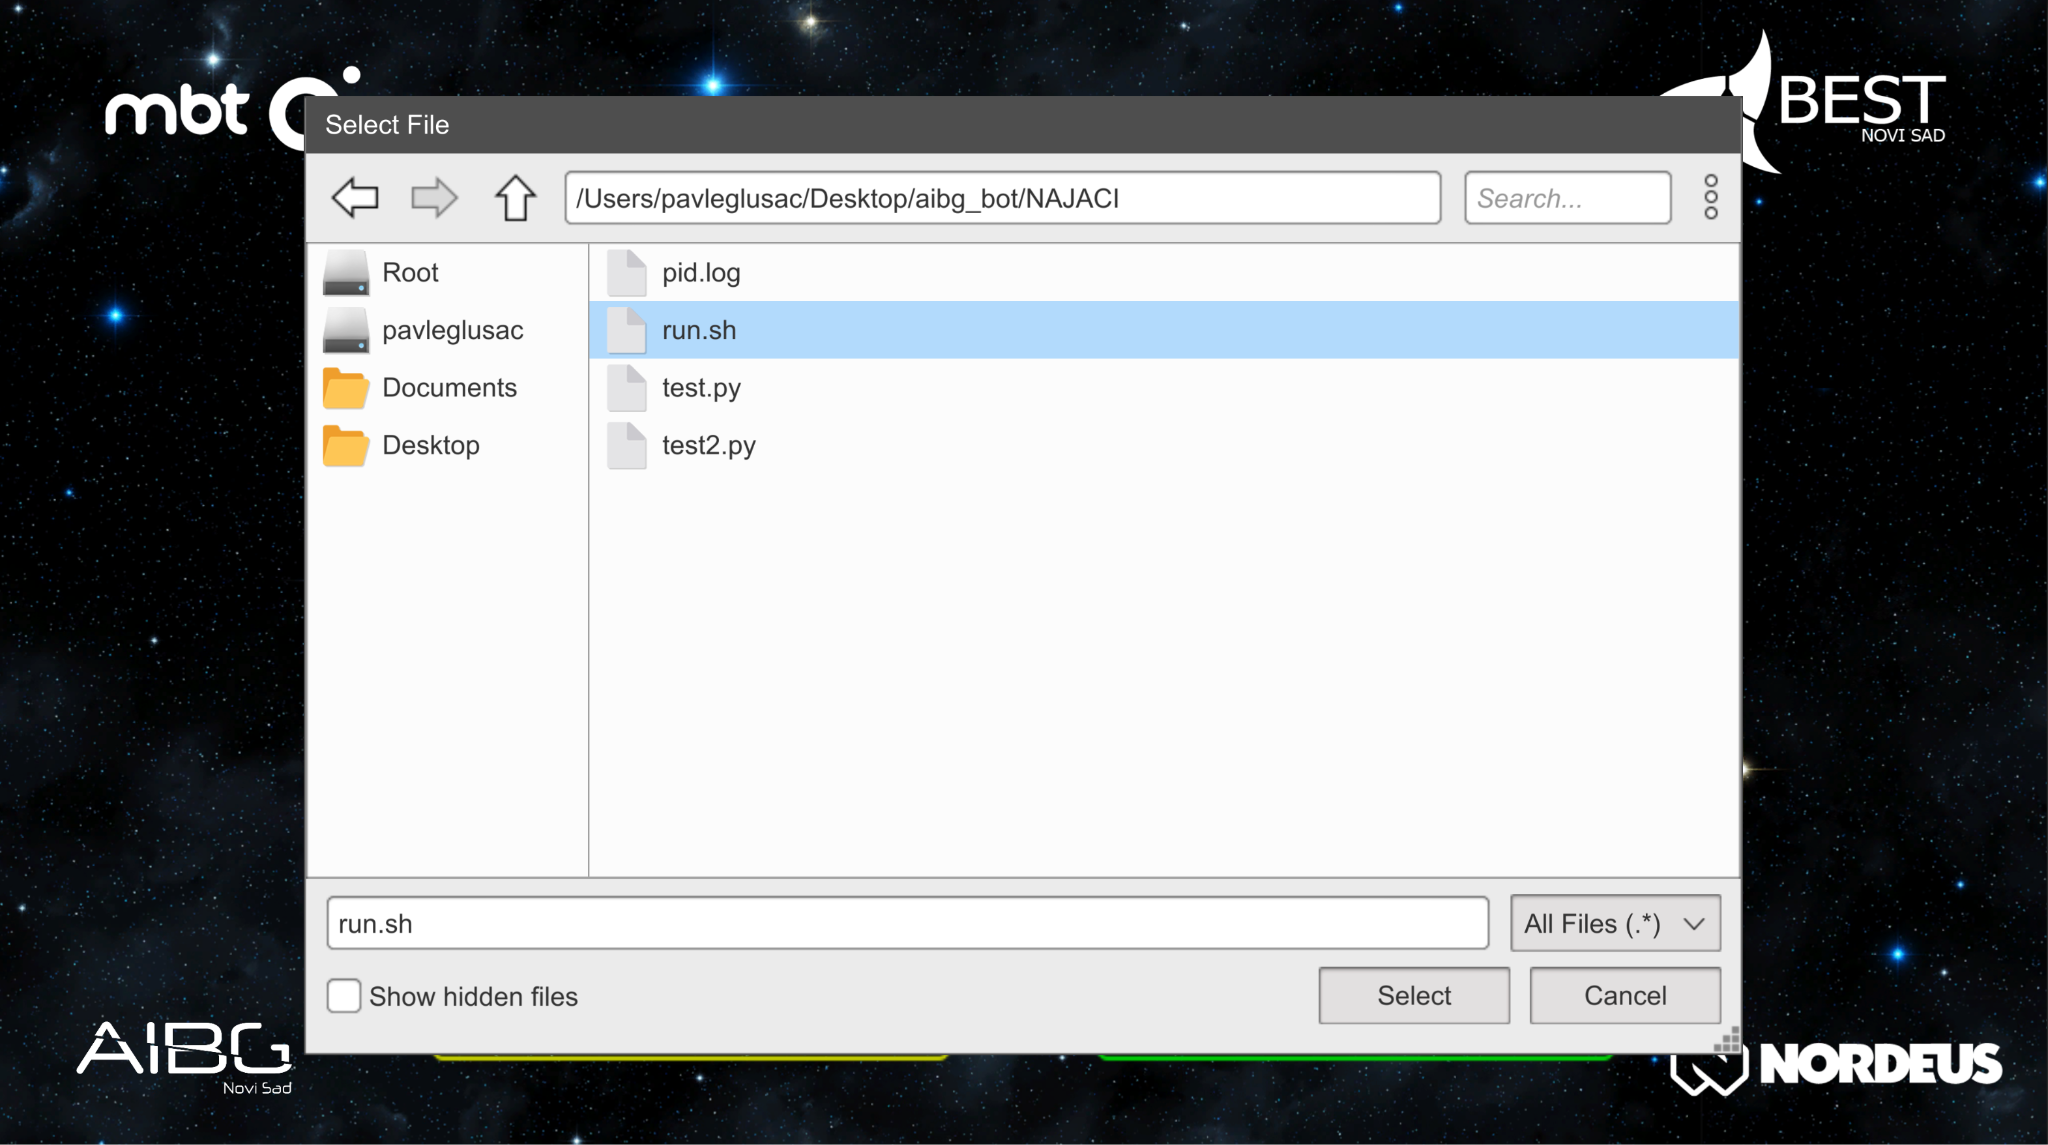 mbt
BEST
NOVI SAD
Select File
/Users/pavleglusac/Desktop/aibg_bot/NAJACI
Search...
Root
pavleglusac
Documents
Desktop
pid.log
run.sh
test.py
test2.py
run.sh
All Files (.*)
Show hidden files
Select
Cancel
AIBG
Novi Sad
NORDEUS